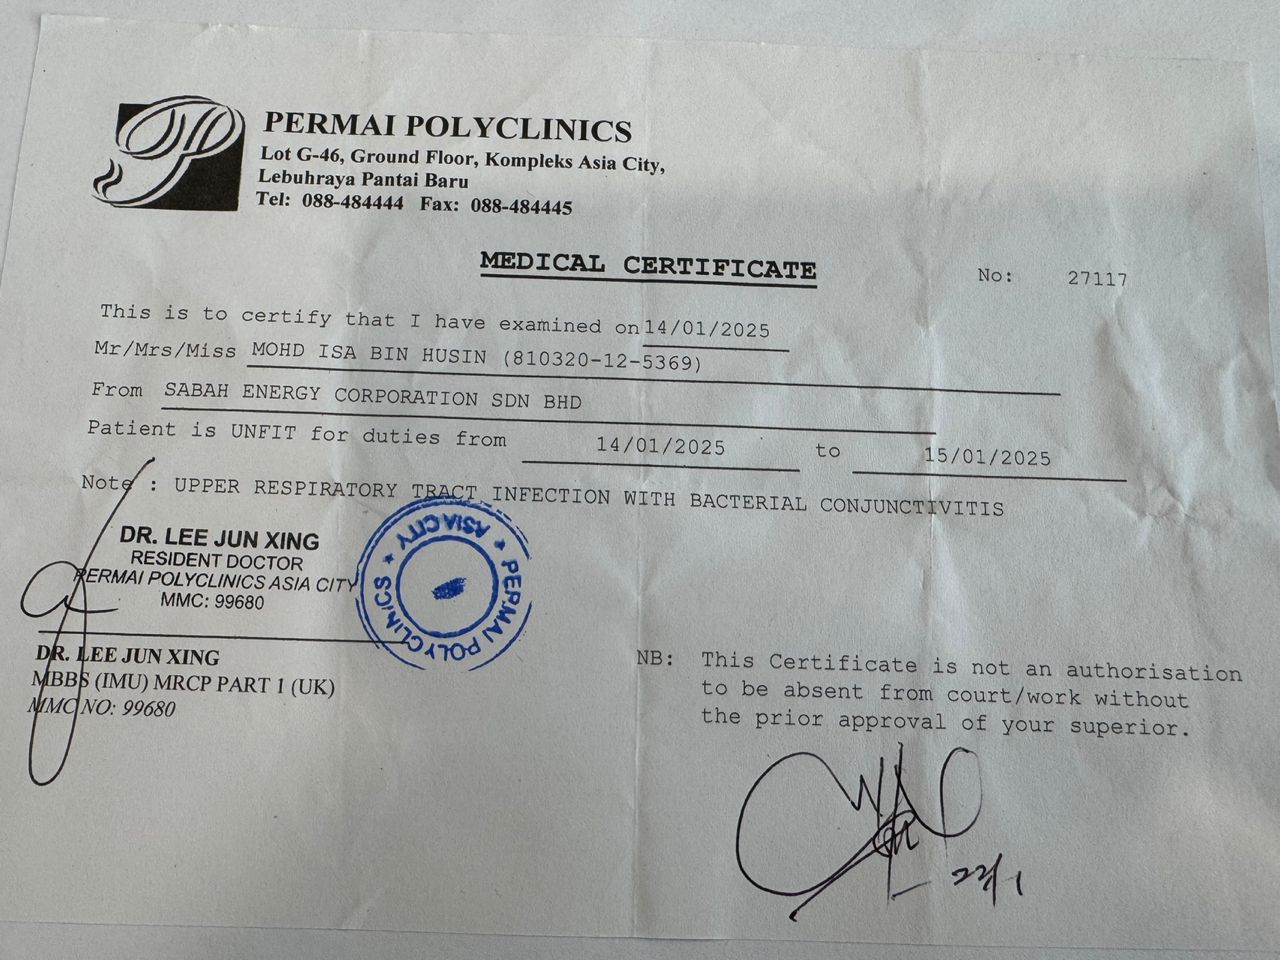 PERMAI POLYCLINICS
Lot G-46, Ground Floor, Kompleks Asia City,
Lebuhraya Pantai Baru
Tel: 088-484444 Fax: 088-484445
MEDICAL CERTIFICATE
No: 27117
This is to certify that I have examined on 14/01/2025
Mr/Mrs/Miss MOHD ISA BIN HUSIN (810320-12-5369)
From SABAH ENERGY CORPORATION SDN BHD
Patient is UNFIT for duties from 14/01/2025 to 15/01/2025
Note : UPPER RESPIRATORY TRACT INFECTION WITH BACTERIAL CONJUNCTIVITIS
DR. LEE JUN XING
RESIDENT DOCTOR
PERMAI POLYCLINICS ASIA CITY
MMC: 99680
PERMAI POLYCLINICS * ASIA CITY *
DR. LEE JUN XING
MBBS (IMU) MRCP PART 1 (UK)
MMC NO: 99680
NB: This Certificate is not an authorisation
to be absent from court/work without
the prior approval of your superior.
22/1